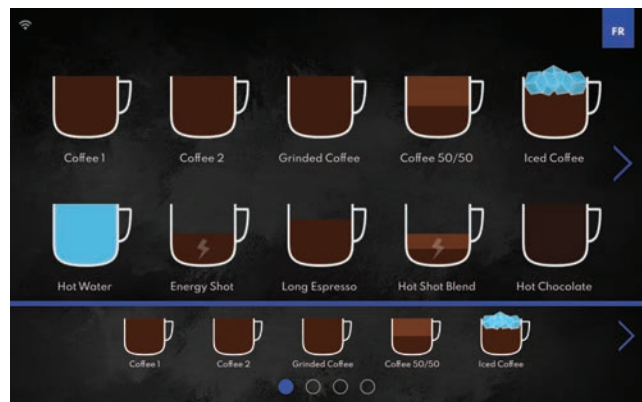 FR
Coffee 1 Coffee 2 Grinded Coffee Coffee 50/50 Iced Coffee
Hot Water Energy Shot Long Espresso Hot Shot Blend Hot Chocolate
Coffee 1 Coffee 2 Grinded Coffee Coffee 50/50 Iced Coffee